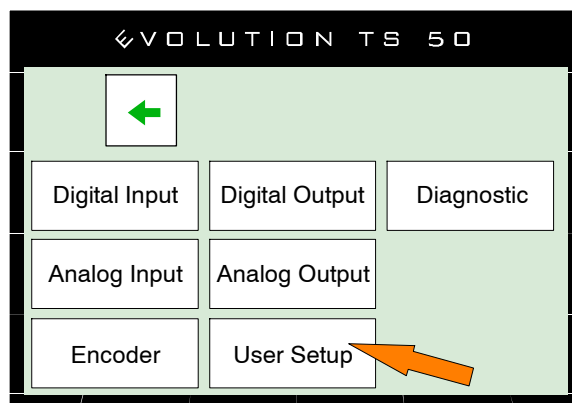 EVOLUTION TS 50
Digital Input Digital Output Diagnostic
Analog Input Analog Output
Encoder User Setup